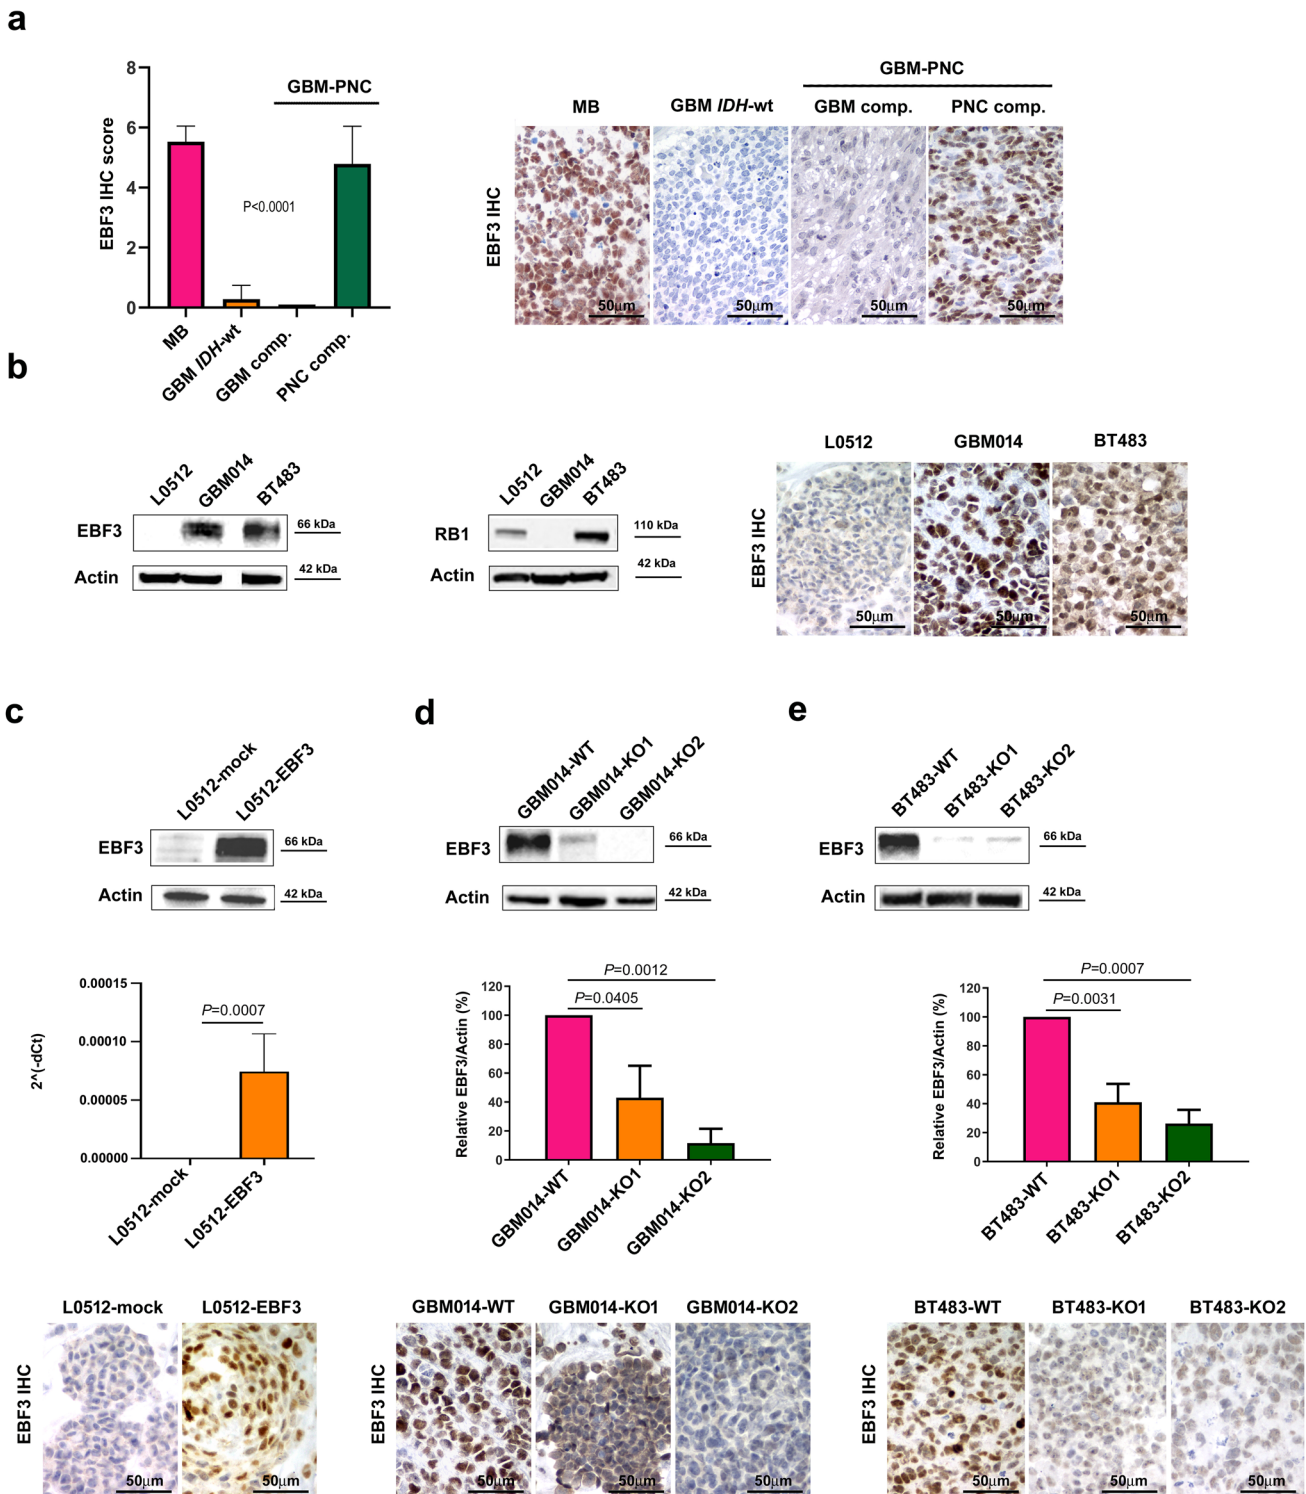 a
8
6
4
2
0
EBF3 IHC score
GBM-PNC
P<0.0001
MB
GBM IDH-wt
GBM comp.
PNC comp.
GBM-PNC
MB
GBM IDH-wt
GBM comp.
PNC comp.
EBF3 IHC
50μm
50μm
50μm
50μm
b
L0512
GBM014
BT483
EBF3
66 kDa
Actin
42 kDa
L0512
GBM014
BT483
RB1
110 kDa
Actin
42 kDa
L0512
GBM014
BT483
EBF3 IHC
50μm
50μm
50μm
c
L0512-mock
L0512-EBF3
EBF3
66 kDa
Actin
42 kDa
0.00015
0.00010
0.00005
0.00000
2^(-dCt)
P=0.0007
L0512-mock
L0512-EBF3
L0512-mock
L0512-EBF3
EBF3 IHC
50μm
50μm
d
GBM014-WT
GBM014-KO1
GBM014-KO2
EBF3
66 kDa
Actin
42 kDa
P=0.0012
P=0.0405
120
100
80
60
40
20
0
Relative EBF3/Actin (%)
GBM014-WT
GBM014-KO1
GBM014-KO2
GBM014-WT
GBM014-KO1
GBM014-KO2
EBF3 IHC
50μm
50μm
50μm
e
BT483-WT
BT483-KO1
BT483-KO2
EBF3
66 kDa
Actin
42 kDa
P=0.0007
P=0.0031
120
100
80
60
40
20
0
Relative EBF3/Actin (%)
BT483-WT
BT483-KO1
BT483-KO2
BT483-WT
BT483-KO1
BT483-KO2
EBF3 IHC
50μm
50μm
50μm